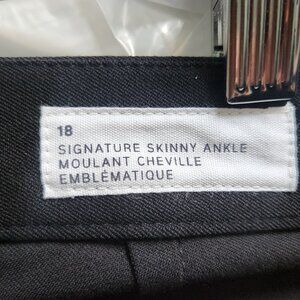 18
SIGNATURE SKINNY ANKLE
MOULANT CHEVILLE
EMBLÉMATIQUE